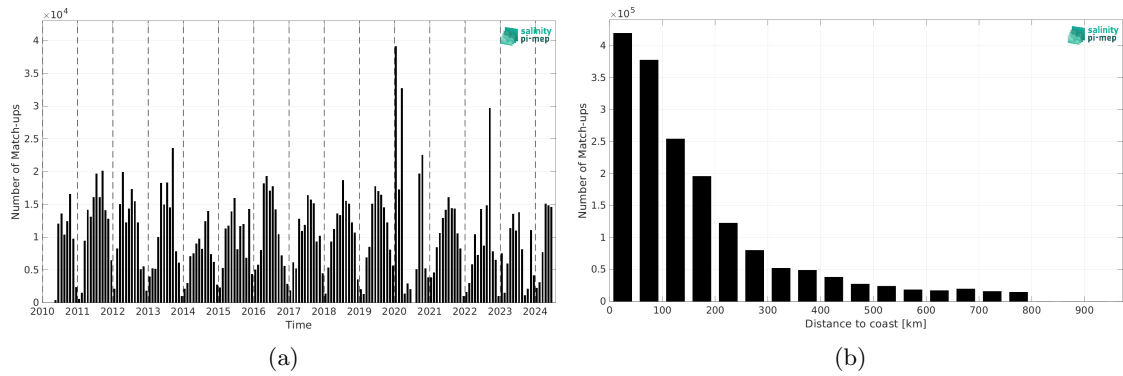 ×10⁴
4
3.5
3
2.5
2
1.5
1
0.5
0
Number of Match-ups
2010 2011 2012 2013 2014 2015 2016 2017 2018 2019 2020 2021 2022 2023 2024
Time
salinity
pi-mep
(a)
×10⁵
4
3.5
3
2.5
2
1.5
1
0.5
0
Number of Match-ups
0 100 200 300 400 500 600 700 800 900
Distance to coast [km]
salinity
pi-mep
(b)